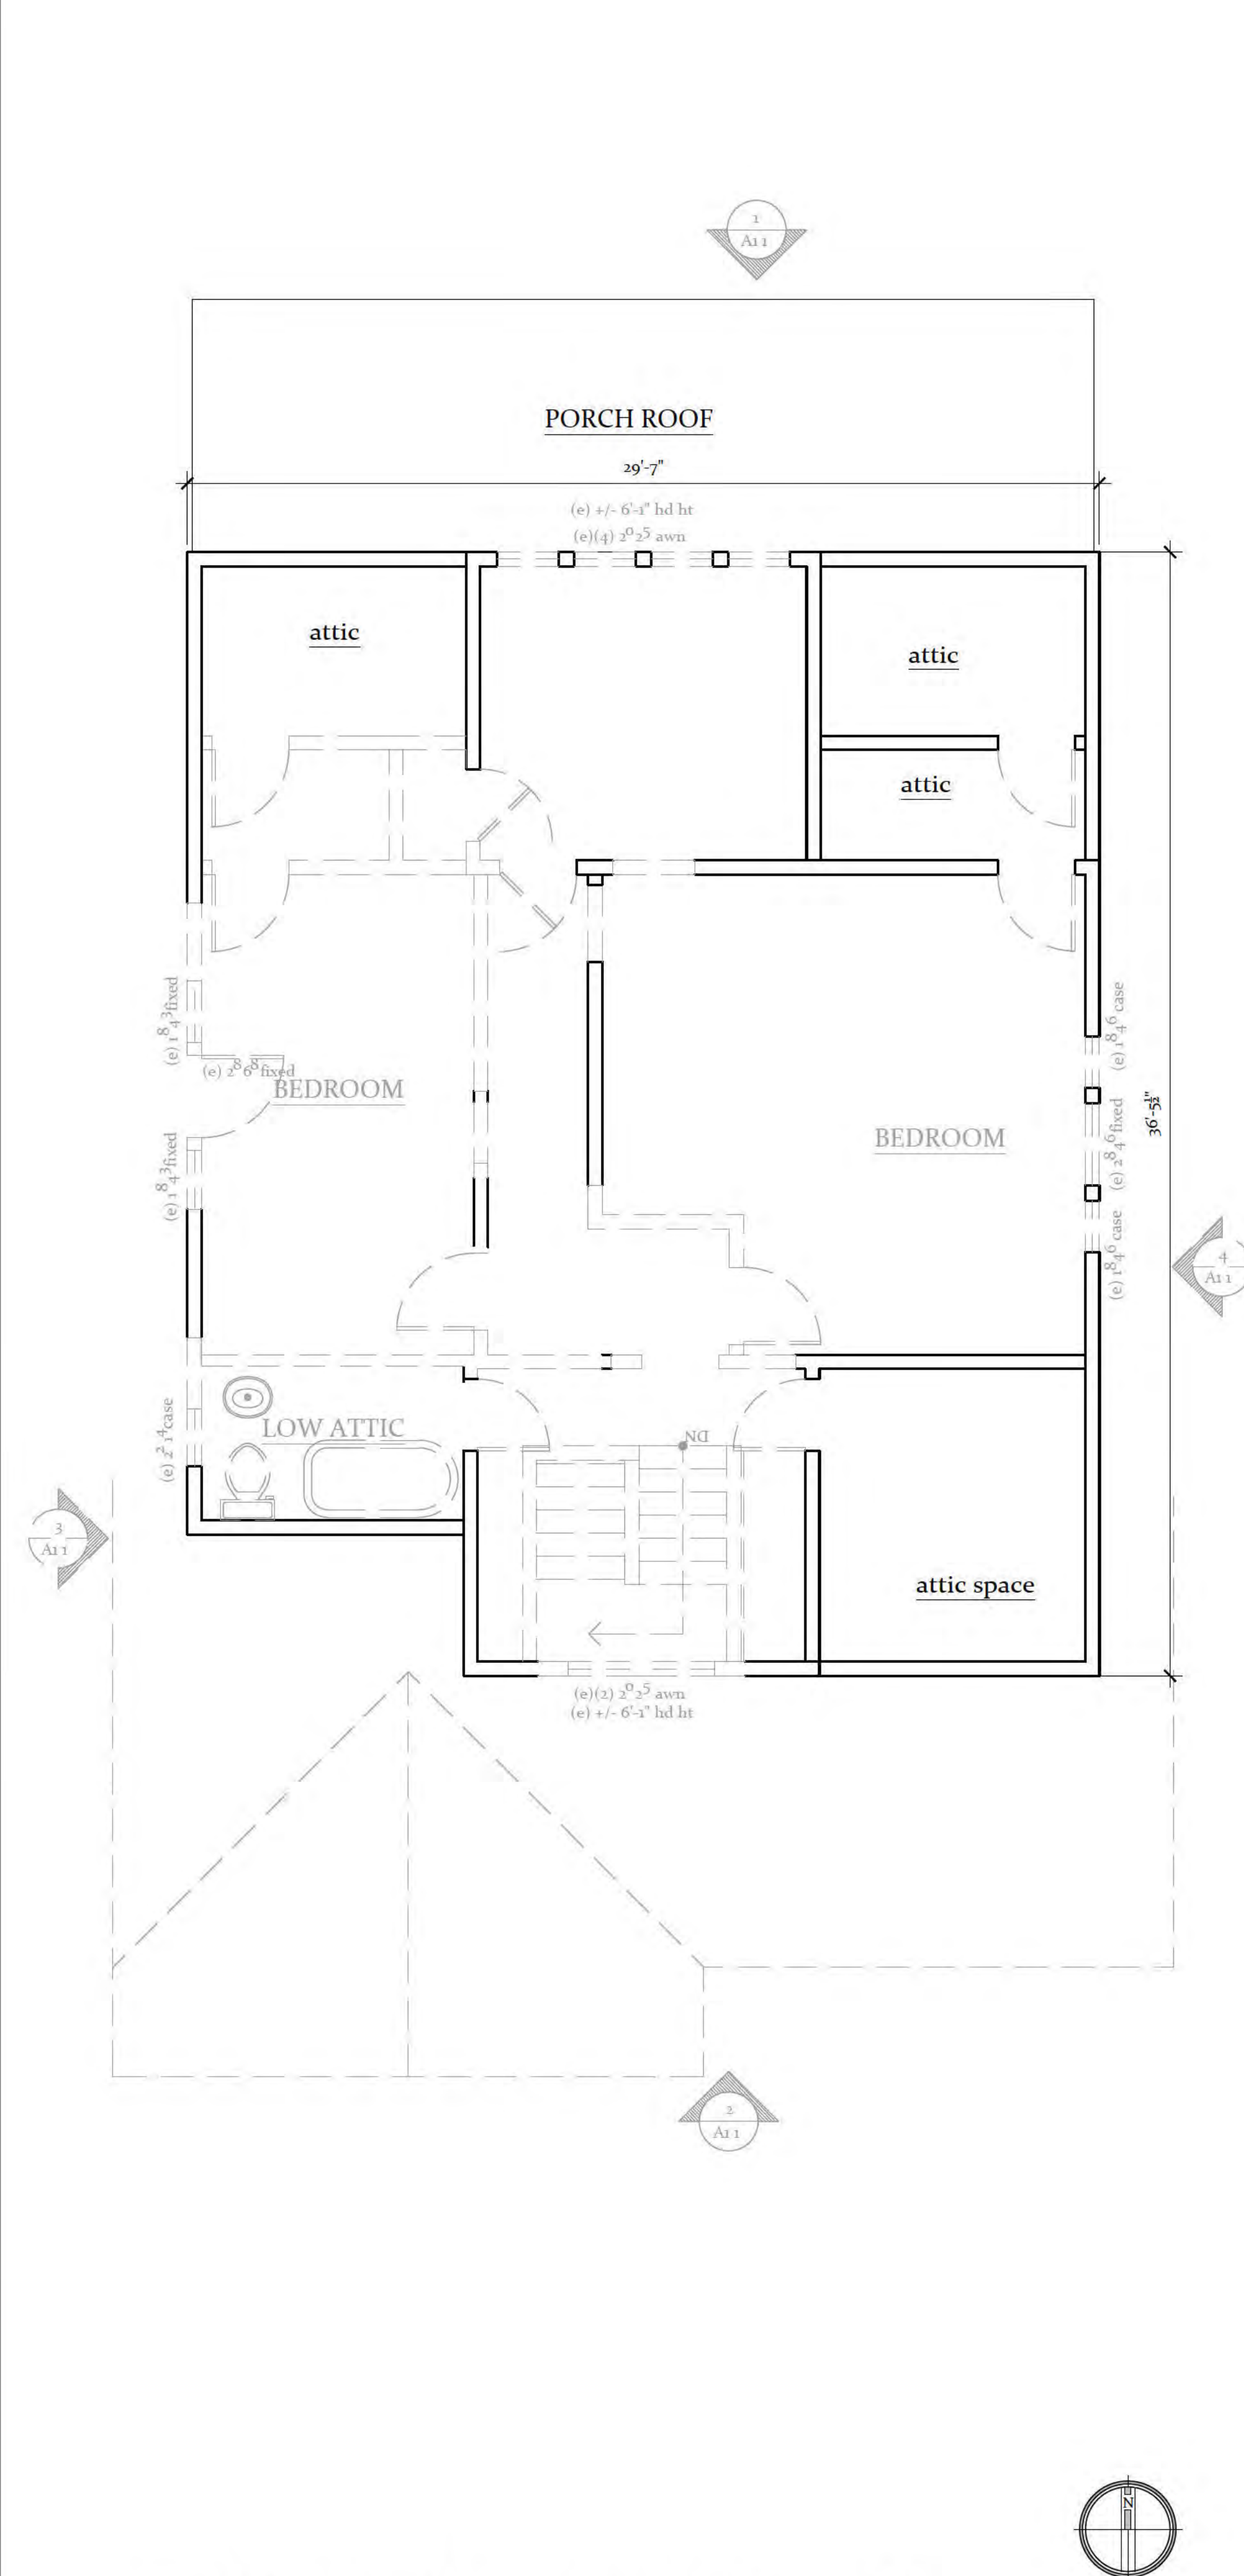 1
A1 1
PORCH ROOF
29'-7"
(e) +/- 6'-1" hd ht
(e)(4) 2⁰2⁵ awn
attic
attic
attic
(e) 1⁸4³fixed
(e) 2⁸6⁸fixed
BEDROOM
(e) 1⁸4³fixed
(e) 1⁸4⁶ case
36'-5½"
(e) 2⁸4⁶fixed
BEDROOM
(e) 1⁸4⁶ case
4
A1 1
LOW ATTIC
DN
(e) 2² 1⁴case
3
A1 1
attic space
(e)(2) 2⁰2⁵ awn
(e) +/- 6'-1" hd ht
2
A1 1
N